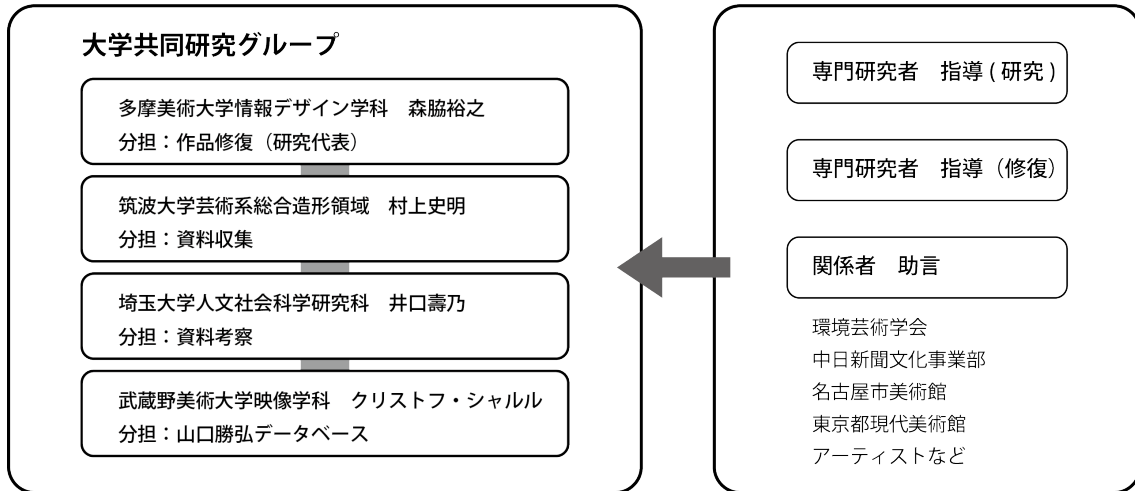 大学共同研究グループ
多摩美術大学情報デザイン学科　森脇裕之
分担：作品修復（研究代表）
筑波大学芸術系総合造形領域　村上史明
分担：資料収集
埼玉大学人文社会科学研究科　井口壽乃
分担：資料考察
武蔵野美術大学映像学科　クリストフ・シャルル
分担：山口勝弘データベース
専門研究者　指導 ( 研究 )
専門研究者　指導（修復）
関係者　助言
環境芸術学会
中日新聞文化事業部
名古屋市美術館
東京都現代美術館
アーティストなど